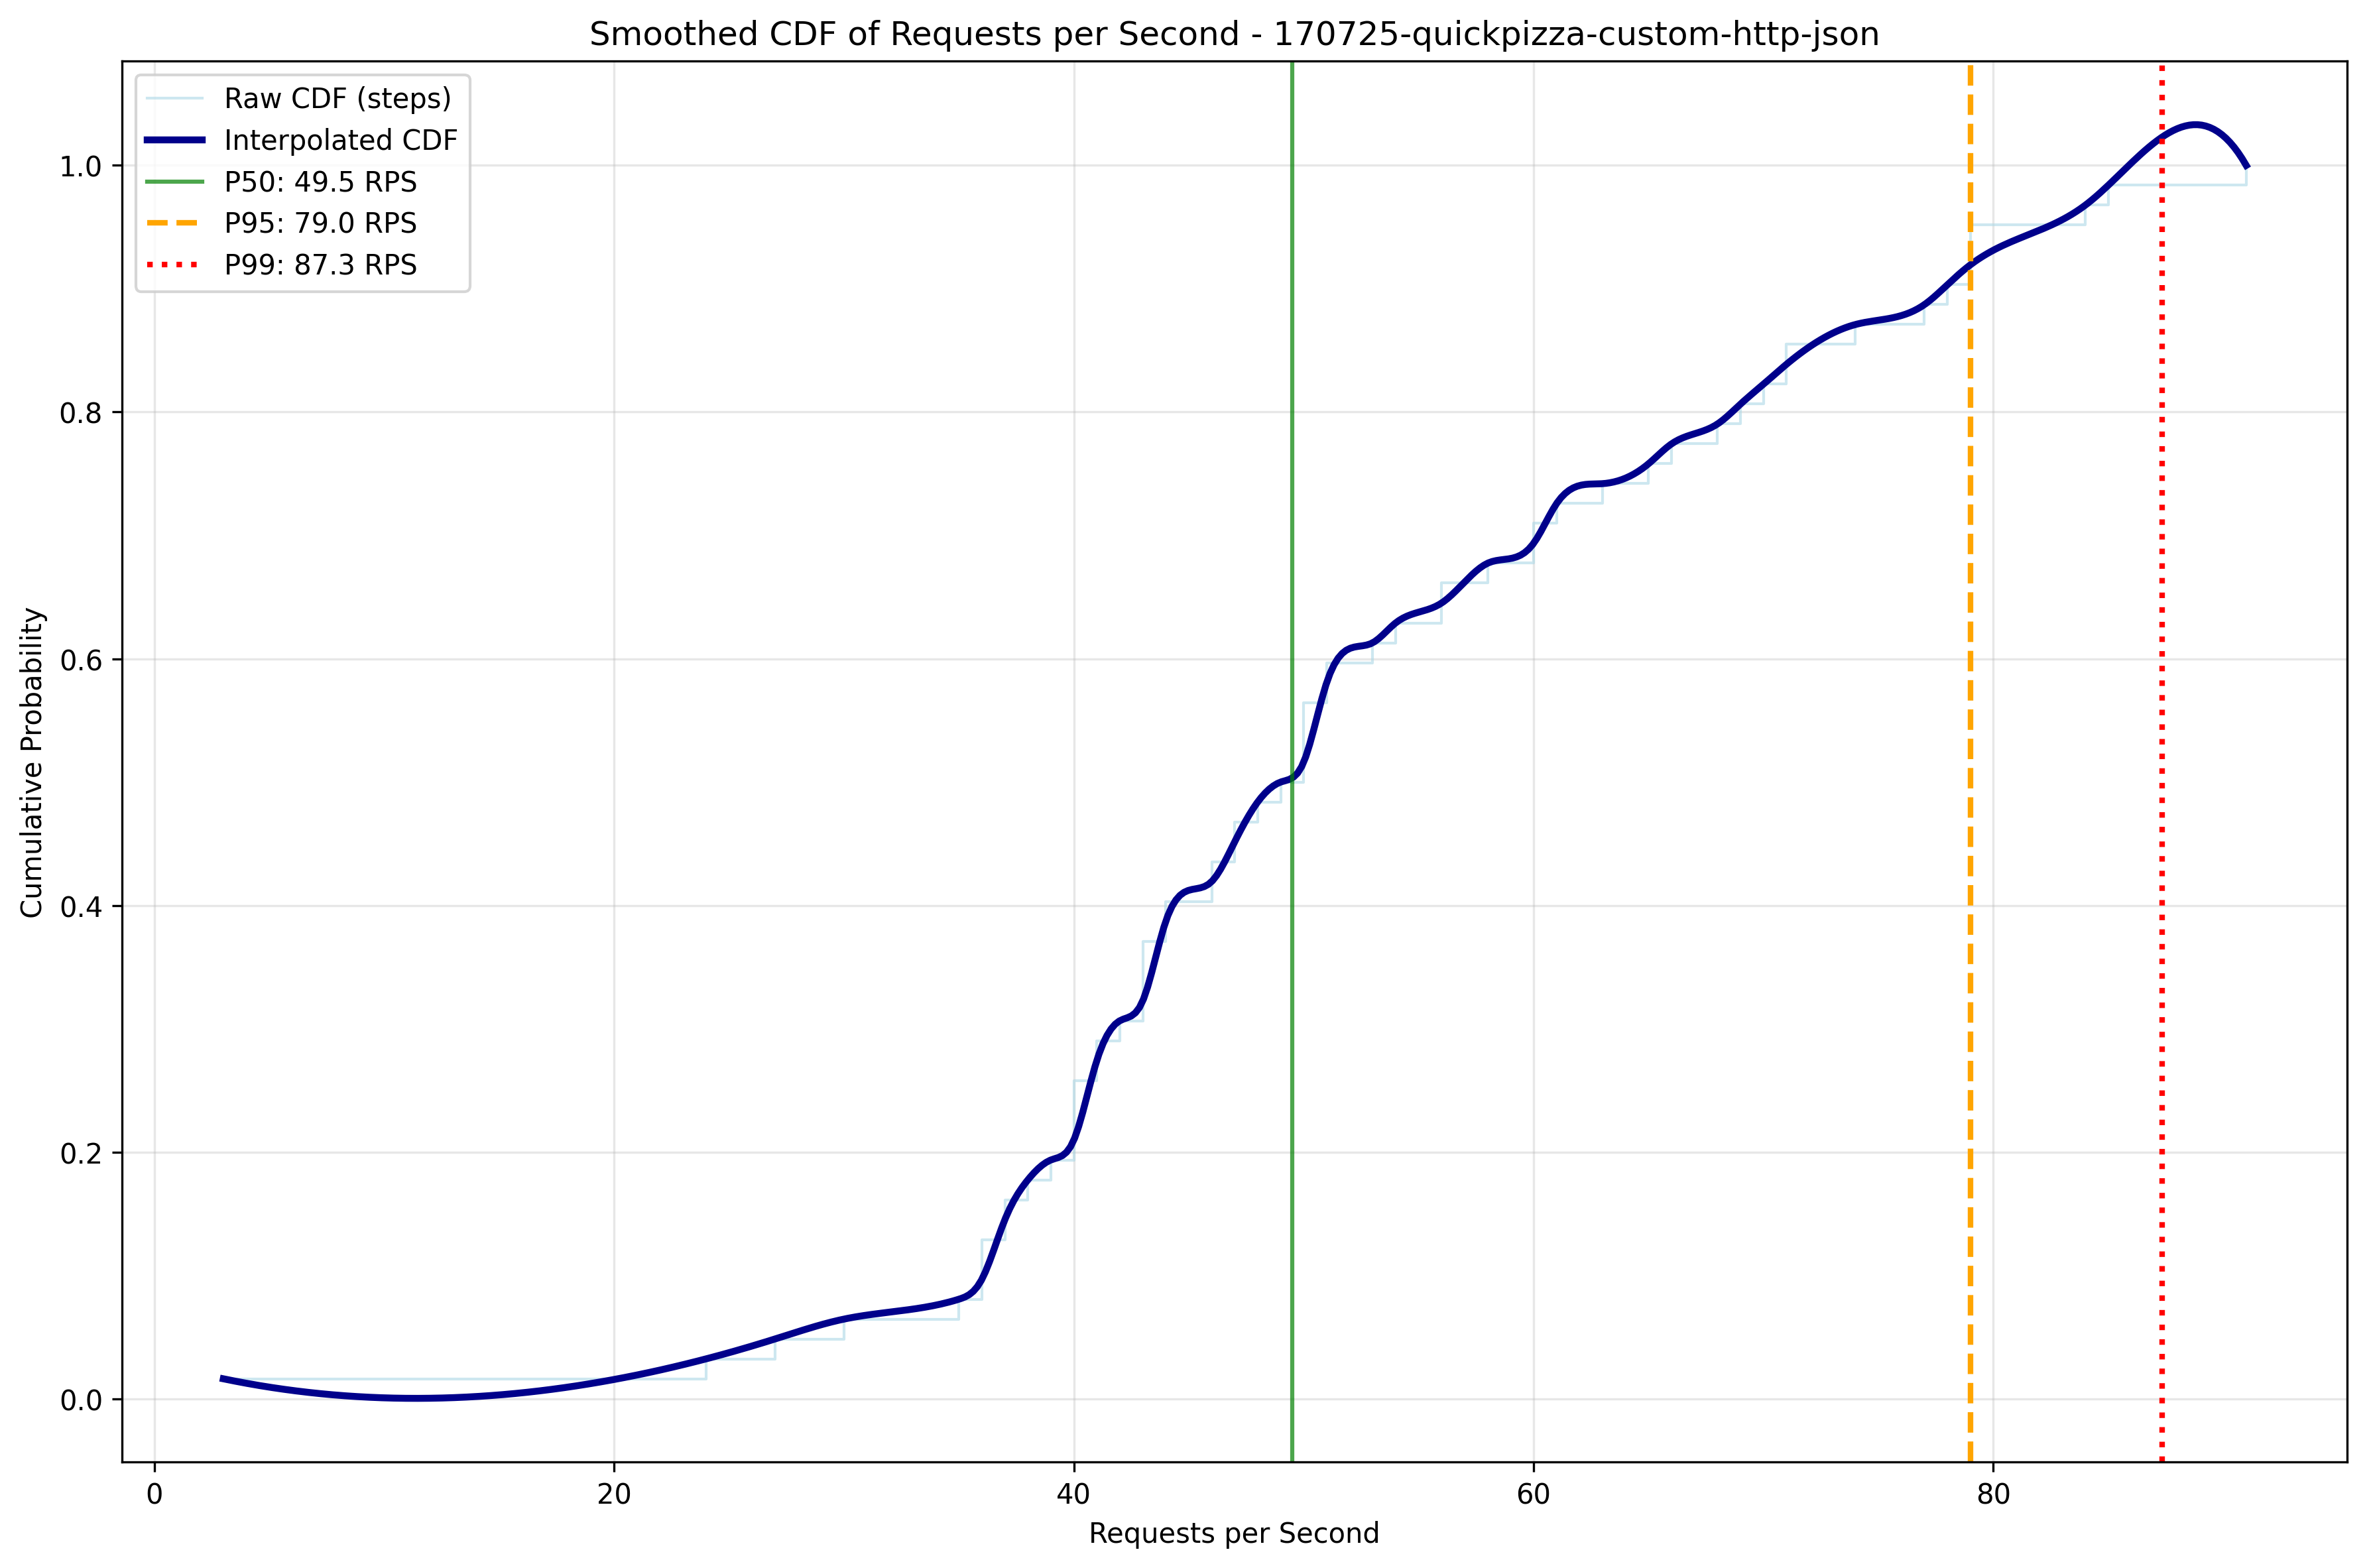 Smoothed CDF of Requests per Second - 170725-quickpizza-custom-http-json
Raw CDF (steps)
Interpolated CDF
P50: 49.5 RPS
P95: 79.0 RPS
P99: 87.3 RPS
Cumulative Probability
1.0
0.8
0.6
0.4
0.2
0.0
0 20 40 60 80
Requests per Second